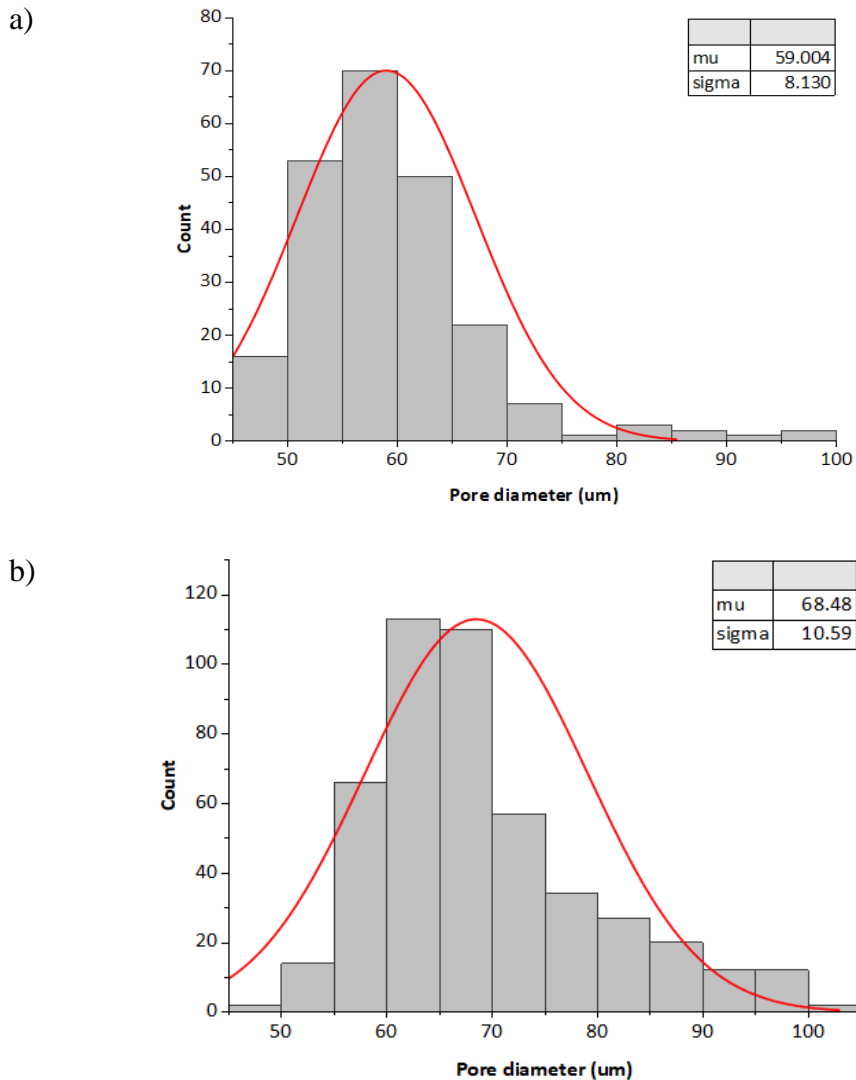 a)
80
70
60
50
40
30
20
10
0
Count
50 60 70 80 90 100
Pore diameter (um)
mu 59.004
sigma 8.130
b)
120
100
80
60
40
20
0
Count
50 60 70 80 90 100
Pore diameter (um)
mu 68.48
sigma 10.59